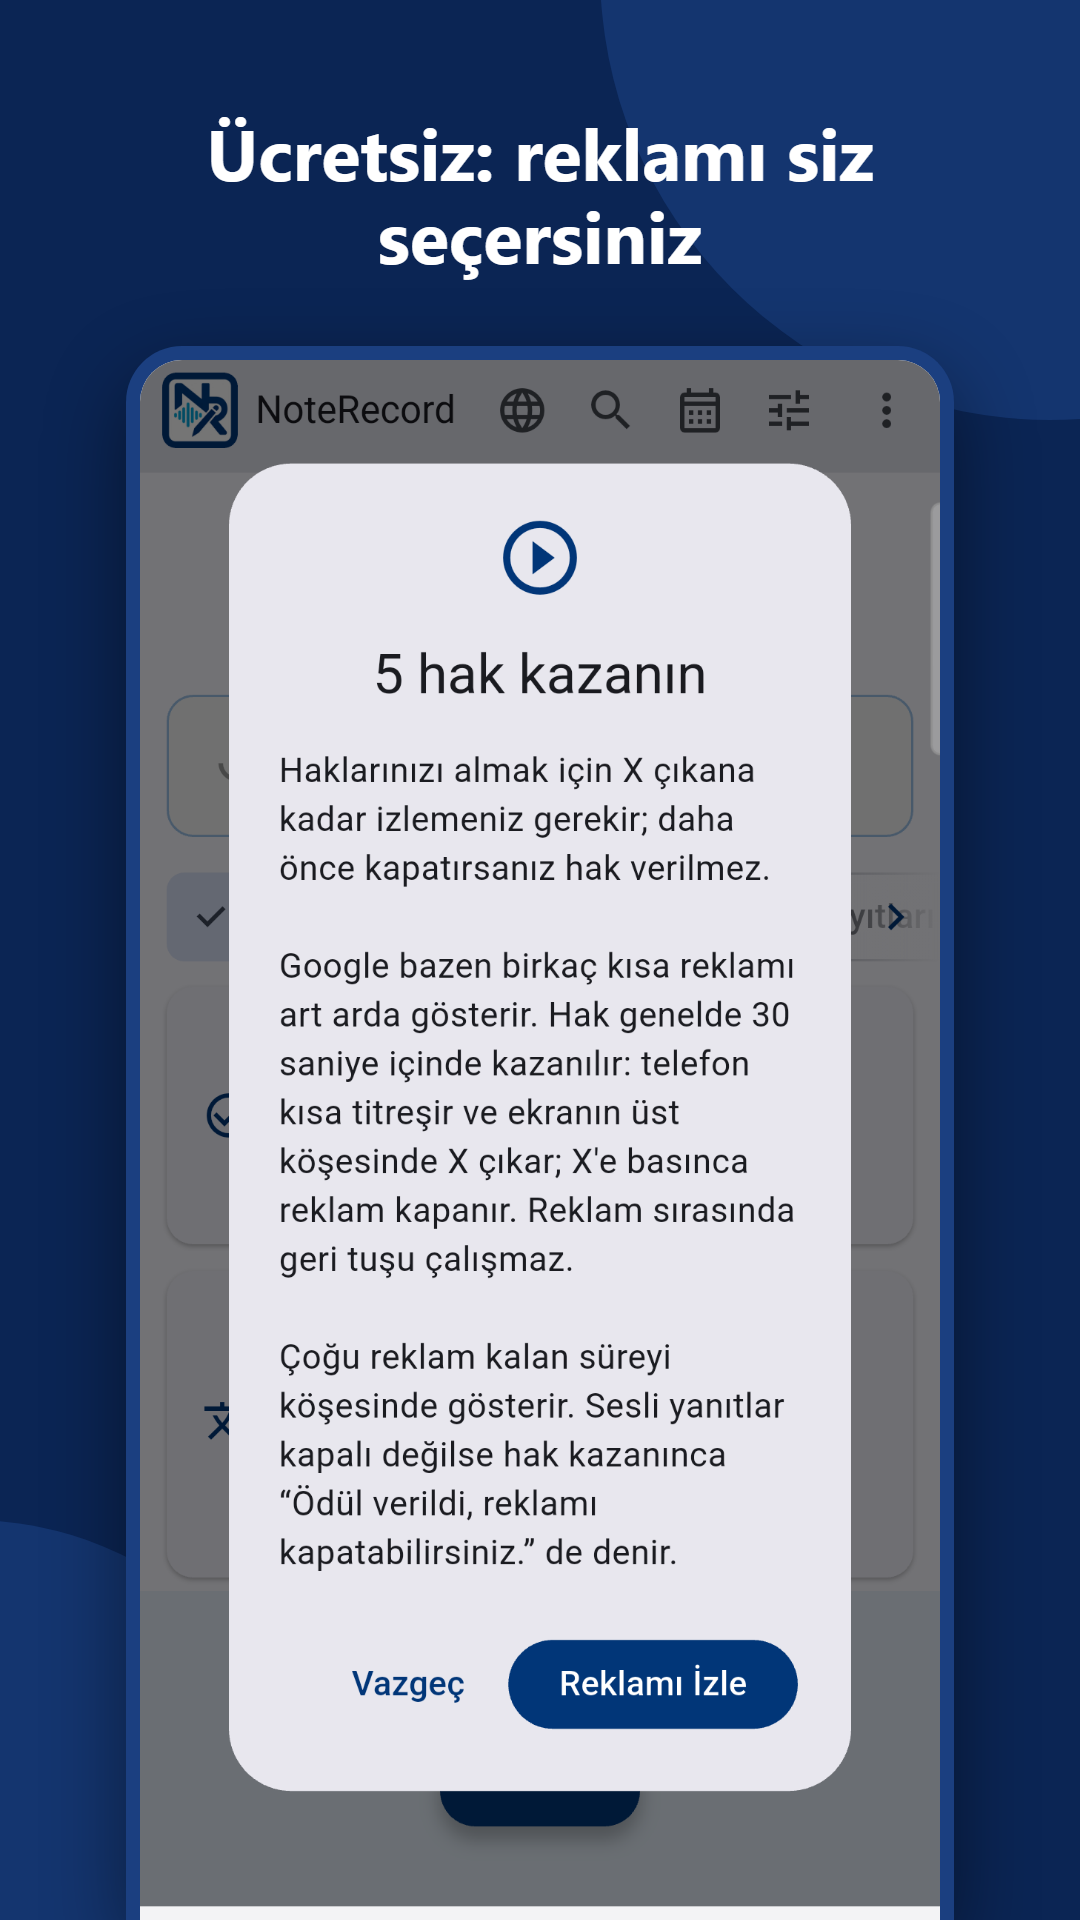 Ücretsiz: reklamı siz
seçersiniz
NoteRecord
5 hak kazanın
Haklarınızı almak için X çıkana
kadar izlemeniz gerekir; daha
önce kapatırsanız hak verilmez.
Google bazen birkaç kısa reklamı
art arda gösterir. Hak genelde 30
saniye içinde kazanılır: telefon
kısa titreşir ve ekranın üst
köşesinde X çıkar; X'e basınca
reklam kapanır. Reklam sırasında
geri tuşu çalışmaz.
Çoğu reklam kalan süreyi
köşesinde gösterir. Sesli yanıtlar
kapalı değilse hak kazanınca
“Ödül verildi, reklamı
kapatabilirsiniz.” de denir.
Vazgeç
Reklamı İzle